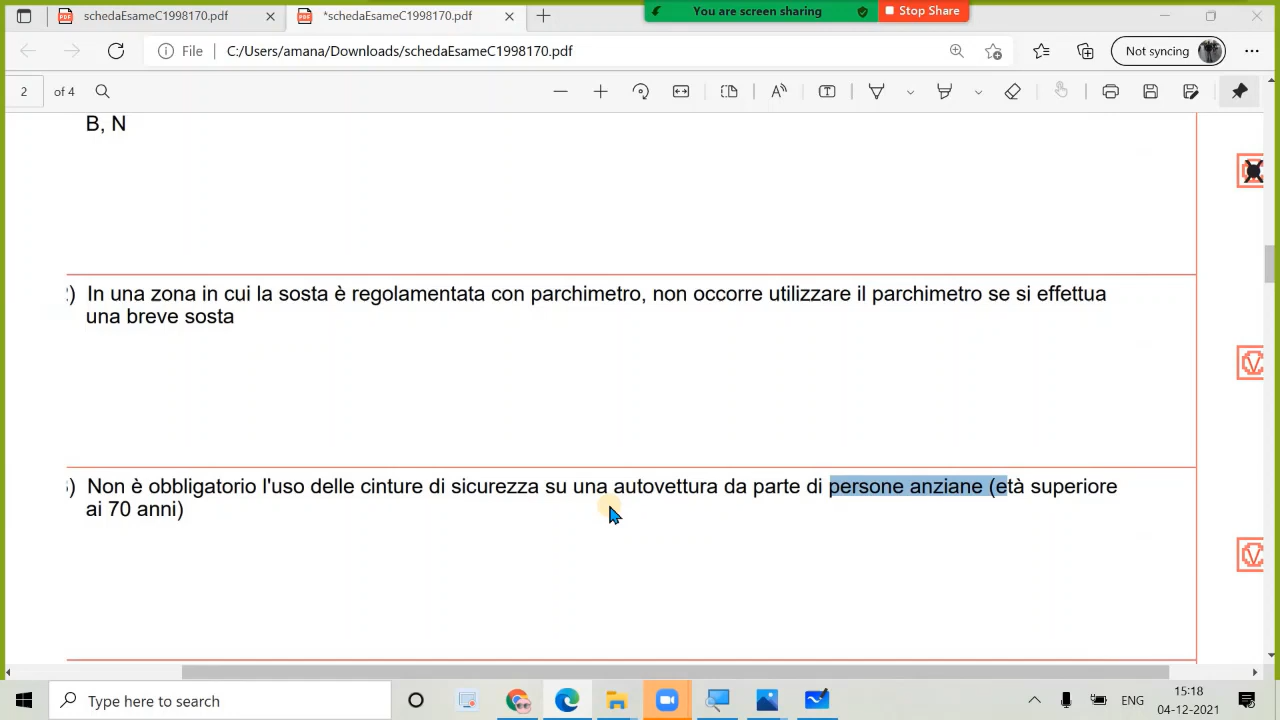 schedaEsameC1998170.pdf
*schedaEsameC1998170.pdf
You are screen sharing
Stop Share
File
C:/Users/amana/Downloads/schedaEsameC1998170.pdf
Not syncing
2 of 4
B, N
) In una zona in cui la sosta è regolamentata con parchimetro, non occorre utilizzare il parchimetro se si effettua
una breve sosta
V
) Non è obbligatorio l'uso delle cinture di sicurezza su una autovettura da parte di persone anziane (età superiore
ai 70 anni)
V
Type here to search
ENG
15:18
04-12-2021